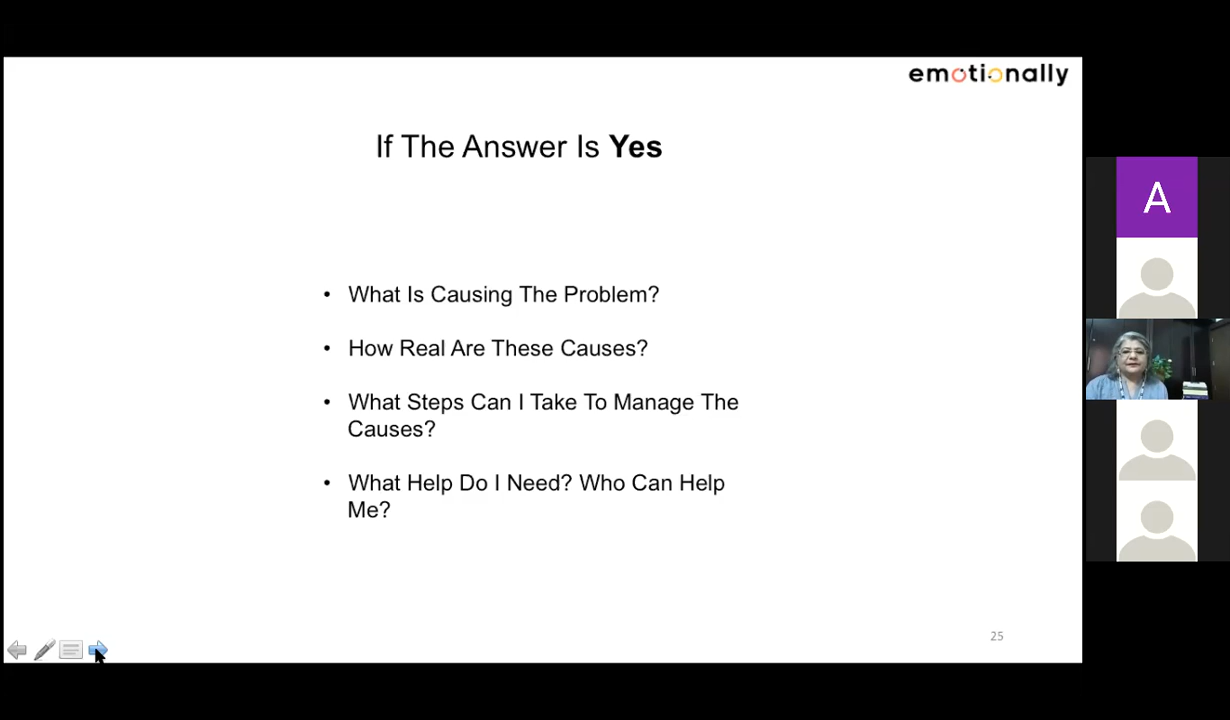 emotionally
If The Answer Is Yes
A
• What Is Causing The Problem?
• How Real Are These Causes?
• What Steps Can I Take To Manage The
Causes?
• What Help Do I Need? Who Can Help
Me?
25